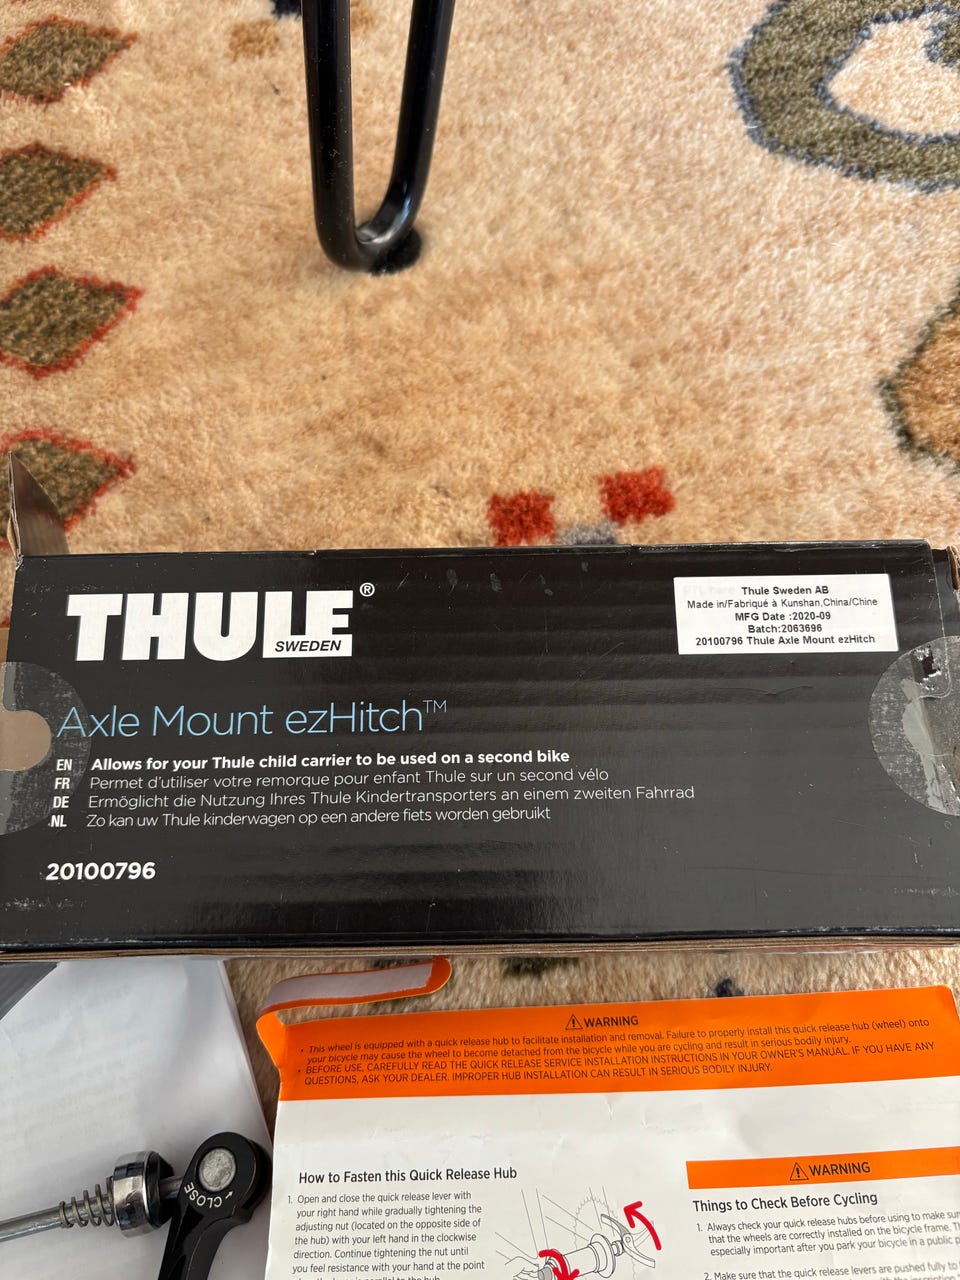 THULE®
SWEDEN
Thule Sweden AB
Made in/Fabriqué à Kunshan,China/Chine
MFG Date :2020-09
Batch:2063696
20100796 Thule Axle Mount ezHitch
Axle Mount ezHitch™
EN Allows for your Thule child carrier to be used on a second bike
FR Permet d'utiliser votre remorque pour enfant Thule sur un second vélo
DE Ermöglicht die Nutzung Ihres Thule Kindertransporters an einem zweiten Fahrrad
NL Zo kan uw Thule kinderwagen op een andere fiets worden gebruikt
20100796
WARNING
• This wheel is equipped with a quick release hub to facilitate installation and removal. Failure to properly install this quick release hub (wheel) onto
your bicycle may cause the wheel to become detached from the bicycle while you are cycling and result in serious bodily injury.
• BEFORE USE, CAREFULLY READ THE QUICK RELEASE SERVICE INSTALLATION INSTRUCTIONS IN YOUR OWNER'S MANUAL. IF YOU HAVE ANY
QUESTIONS, ASK YOUR DEALER. IMPROPER HUB INSTALLATION CAN RESULT IN SERIOUS BODILY INJURY.
CLOSE
How to Fasten this Quick Release Hub
1. Open and close the quick release lever with
your right hand while gradually tightening the
adjusting nut (located on the opposite side of
the hub) with your left hand in the clockwise
direction. Continue tightening the nut until
you feel resistance with your hand at the point
WARNING
Things to Check Before Cycling
1. Always check your quick release hubs before using to make sur
that the wheels are correctly installed on the bicycle frame. Th
especially important after you park your bicycle in a public p
2. Make sure that the quick release levers are pushed fully to